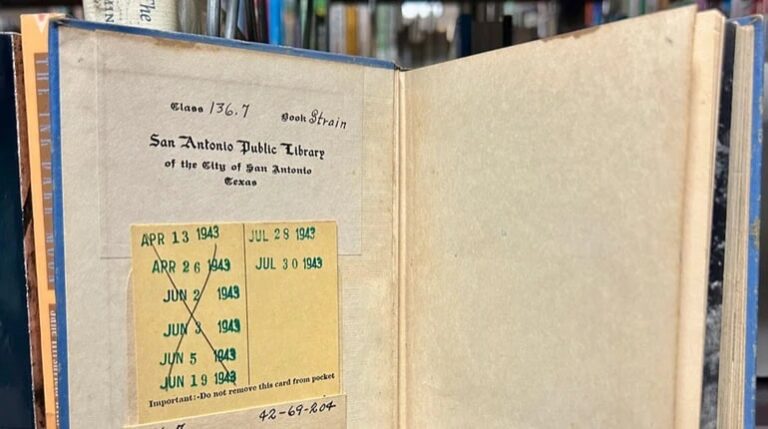 The
Class 136.7 Book Strain
San Antonio Public Library
of the City of San Antonio
Texas
APR 13 1943 JUL 28 1943
APR 26 1943 JUL 30 1943
JUN 2 1943
JUN 3 1943
JUN 5 1943
JUN 19 1943
Important:-Do not remove this card from pocket
42-69-204